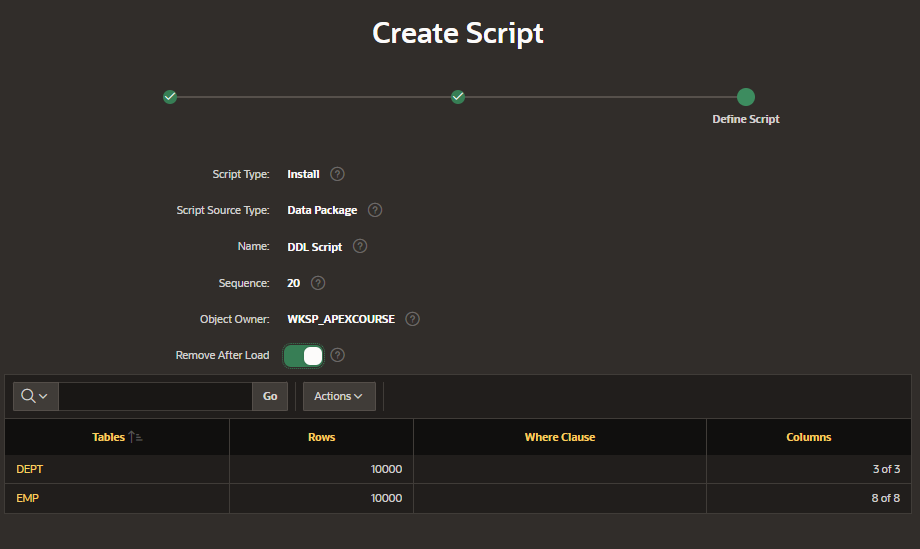 Create Script
Define Script
Script Type: Install ?
Script Source Type: Data Package ?
Name: DDL Script ?
Sequence: 20 ?
Object Owner: WKSP_APEXCOURSE ?
Remove After Load ?
Go Actions
Tables Rows Where Clause Columns
DEPT 10000 3 of 3
EMP 10000 8 of 8